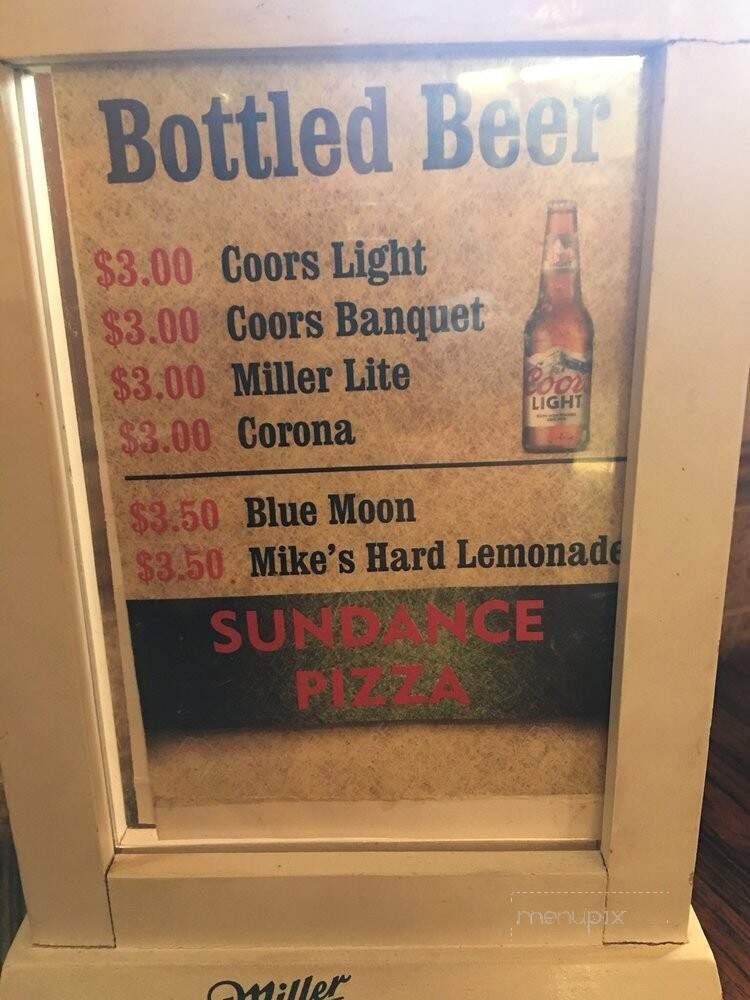 Bottled Beer
$3.00 Coors Light
$3.00 Coors Banquet
$3.00 Miller Lite
$3.00 Corona
Coors
LIGHT
$3.50 Blue Moon
$3.50 Mike's Hard Lemonade
SUNDANCE
PIZZA
menupix
Miller